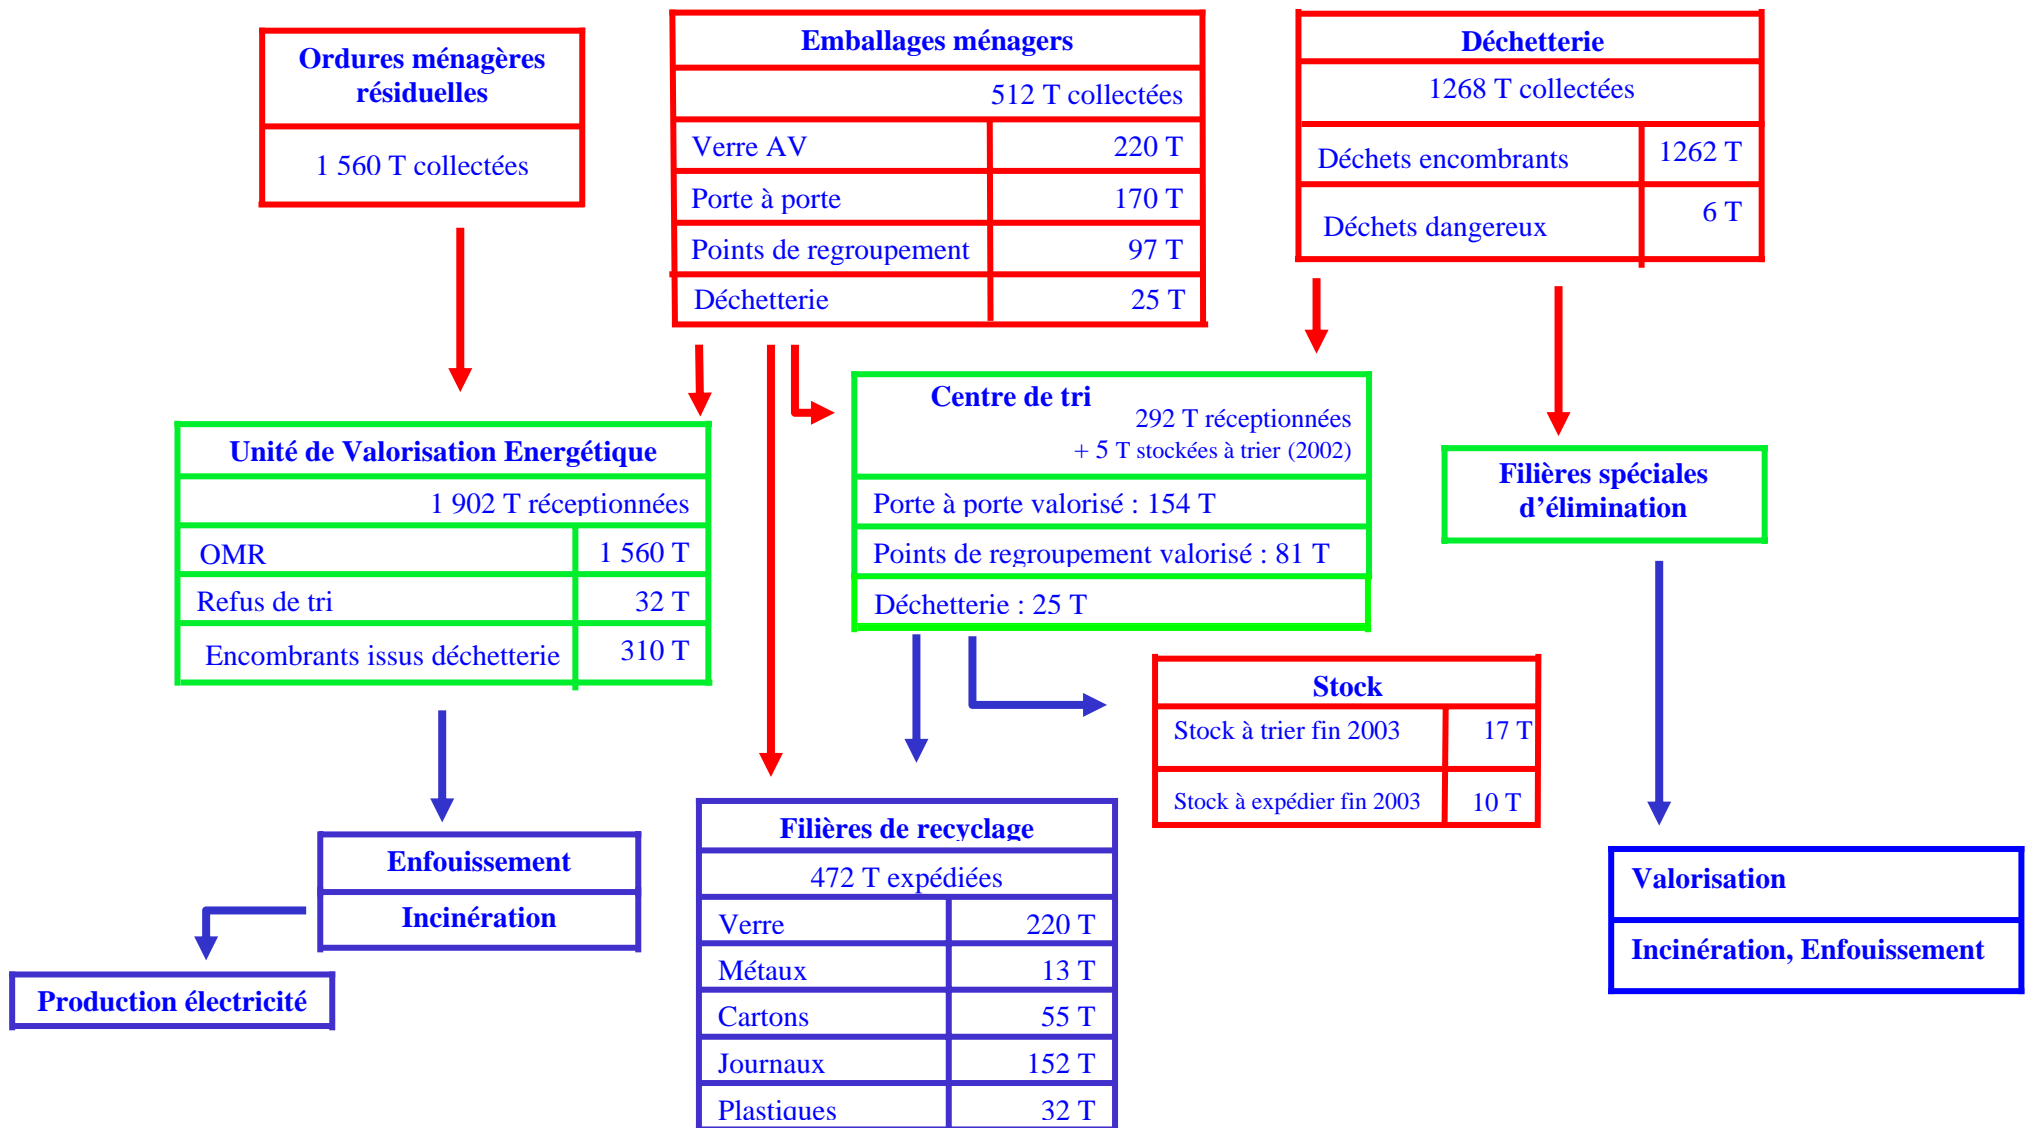 Ordures ménagères
résiduelles
1 560 T collectées
Emballages ménagers
512 T collectées
Verre AV 220 T
Porte à porte 170 T
Points de regroupement 97 T
Déchetterie 25 T
Déchetterie
1268 T collectées
Déchets encombrants 1262 T
Déchets dangereux 6 T
Unité de Valorisation Energétique
1 902 T réceptionnées
OMR 1 560 T
Refus de tri 32 T
Encombrants issus déchetterie 310 T
Centre de tri
292 T réceptionnées
+ 5 T stockées à trier (2002)
Porte à porte valorisé : 154 T
Points de regroupement valorisé : 81 T
Déchetterie : 25 T
Filières spéciales
d’élimination
Stock
Stock à trier fin 2003 17 T
Stock à expédier fin 2003 10 T
Enfouissement
Incinération
Production électricité
Filières de recyclage
472 T expédiées
Verre 220 T
Métaux 13 T
Cartons 55 T
Journaux 152 T
Plastiques 32 T
Valorisation
Incinération, Enfouissement